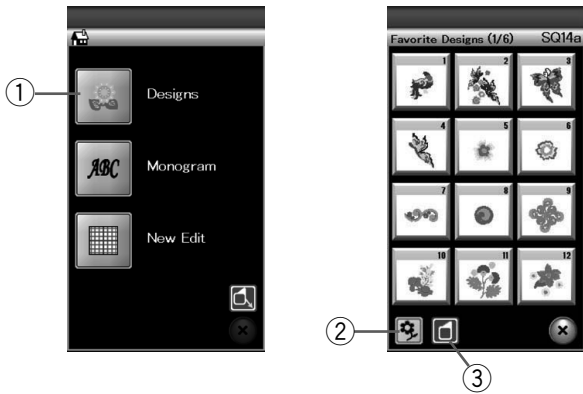 Designs
ABC
Monogram
New Edit
Favorite Designs (1/6) SQ14a
1 2 3
4 5 6
7 8 9
10 11 12
1
2
3